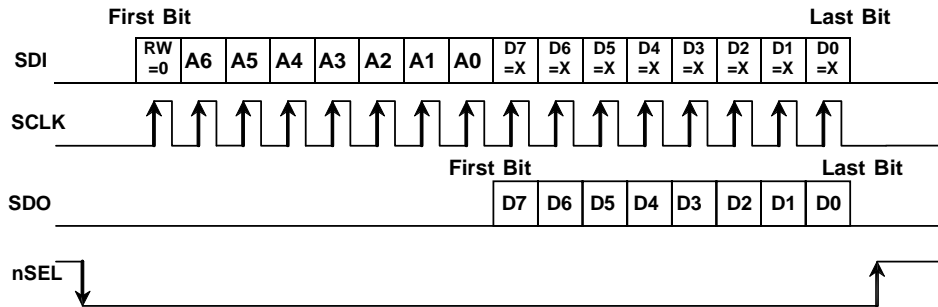 First Bit Last Bit
SDI RW =0 A6 A5 A4 A3 A2 A1 A0 D7 =X D6 =X D5 =X D4 =X D3 =X D2 =X D1 =X D0 =X
SCLK
First Bit Last Bit
SDO D7 D6 D5 D4 D3 D2 D1 D0
nSEL